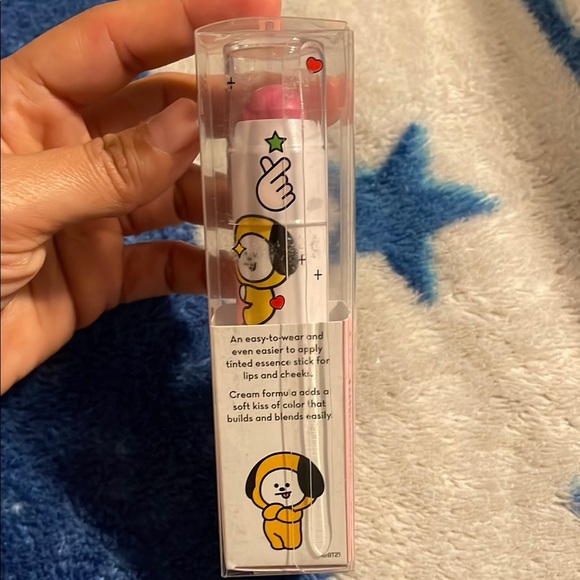 An easy-to-wear and
even easier to apply
tinted essence stick for
lips and cheeks.
Cream formula adds a
soft kiss of color that
builds and blends easily.